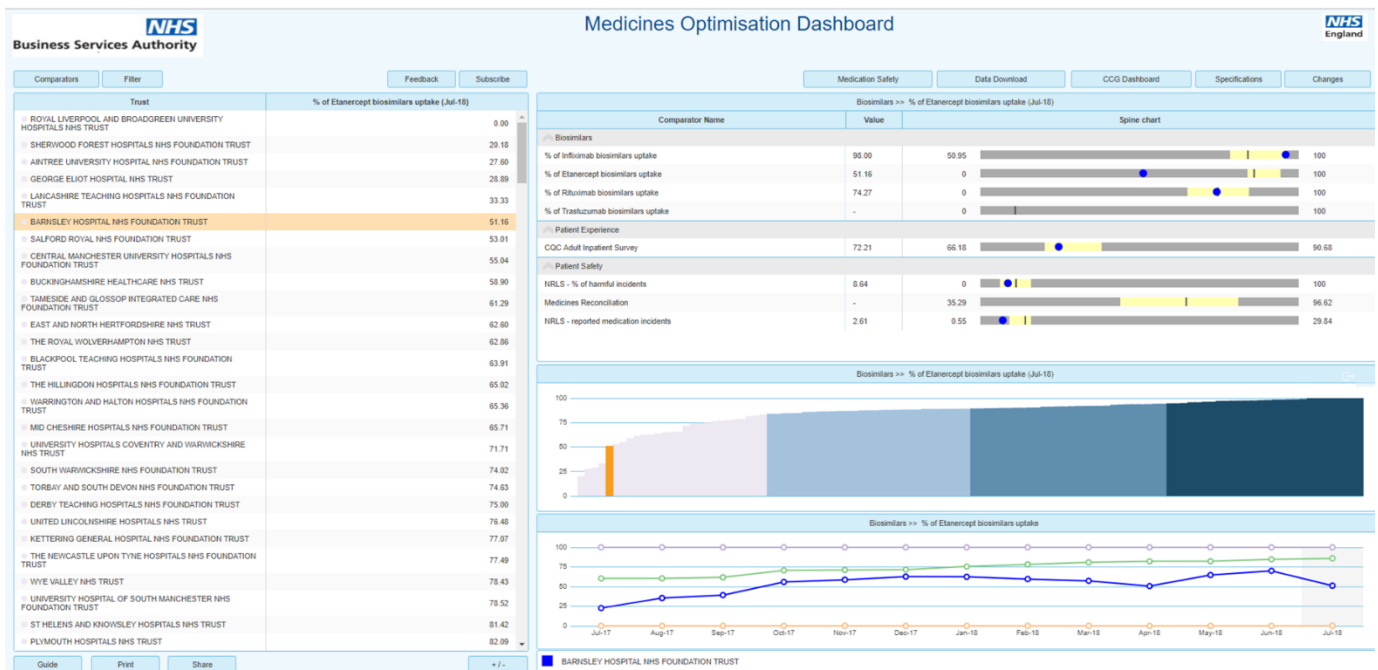 NHS
Business Services Authority
Medicines Optimisation Dashboard
NHS
England
Comparators
Filter
Feedback
Subscribe
Medication Safety
Data Download
CCG Dashboard
Specifications
Changes
Trust
% of Etanercept biosimilars uptake (Jul-18)
ROYAL LIVERPOOL AND BROADGREEN UNIVERSITY
HOSPITALS NHS TRUST
0.00
SHERWOOD FOREST HOSPITALS NHS FOUNDATION TRUST
20.18
AINTREE UNIVERSITY HOSPITAL NHS FOUNDATION TRUST
27.60
GEORGE ELIOT HOSPITAL NHS TRUST
28.89
LANCASHIRE TEACHING HOSPITALS NHS FOUNDATION
TRUST
33.33
BARNSLEY HOSPITAL NHS FOUNDATION TRUST
51.16
SALFORD ROYAL NHS FOUNDATION TRUST
53.01
CENTRAL MANCHESTER UNIVERSITY HOSPITALS NHS
FOUNDATION TRUST
55.04
BUCKINGHAMSHIRE HEALTHCARE NHS TRUST
58.90
TAMESIDE AND GLOSSOP INTEGRATED CARE NHS
FOUNDATION TRUST
61.29
EAST AND NORTH HERTFORDSHIRE NHS TRUST
62.60
THE ROYAL WOLVERHAMPTON NHS TRUST
62.86
BLACKPOOL TEACHING HOSPITALS NHS FOUNDATION
TRUST
63.91
THE HILLINGDON HOSPITALS NHS FOUNDATION TRUST
65.02
WARRINGTON AND HALTON HOSPITALS NHS FOUNDATION
TRUST
65.36
MID CHESHIRE HOSPITALS NHS FOUNDATION TRUST
65.71
UNIVERSITY HOSPITALS COVENTRY AND WARWICKSHIRE
NHS TRUST
71.71
SOUTH WARWICKSHIRE NHS FOUNDATION TRUST
74.02
TORBAY AND SOUTH DEVON NHS FOUNDATION TRUST
74.63
DERBY TEACHING HOSPITALS NHS FOUNDATION TRUST
75.00
UNITED LINCOLNSHIRE HOSPITALS NHS TRUST
76.48
KETTERING GENERAL HOSPITAL NHS FOUNDATION TRUST
77.07
THE NEWCASTLE UPON TYNE HOSPITALS NHS FOUNDATION
TRUST
77.49
WYE VALLEY NHS TRUST
78.43
UNIVERSITY HOSPITAL OF SOUTH MANCHESTER NHS
FOUNDATION TRUST
78.52
ST HELENS AND KNOWSLEY HOSPITALS NHS TRUST
81.42
PLYMOUTH HOSPITALS NHS TRUST
82.09
Guide
Print
Share
+ / -
Biosimilars >> % of Etanercept biosimilars uptake (Jul-18)
Comparator Name
Value
Spine chart
Biosimilars
% of Infliximab biosimilars uptake 98.00 50.95 100
% of Etanercept biosimilars uptake 51.16 0 100
% of Rituximab biosimilars uptake 74.27 0 100
% of Trastuzumab biosimilars uptake - 0 100
Patient Experience
CQC Adult Inpatient Survey 72.21 66.18 90.68
Patient Safety
NRLS - % of harmful incidents 8.64 0 100
Medicines Reconciliation - 35.29 96.62
NRLS - reported medication incidents 2.61 0.55 29.84
Biosimilars >> % of Etanercept biosimilars uptake (Jul-18)
100
75
50
25
0
Biosimilars >> % of Etanercept biosimilars uptake
100
75
50
25
0
Jul-17 Aug-17 Sep-17 Oct-17 Nov-17 Dec-17 Jan-18 Feb-18 Mar-18 Apr-18 May-18 Jun-18 Jul-18
BARNSLEY HOSPITAL NHS FOUNDATION TRUST